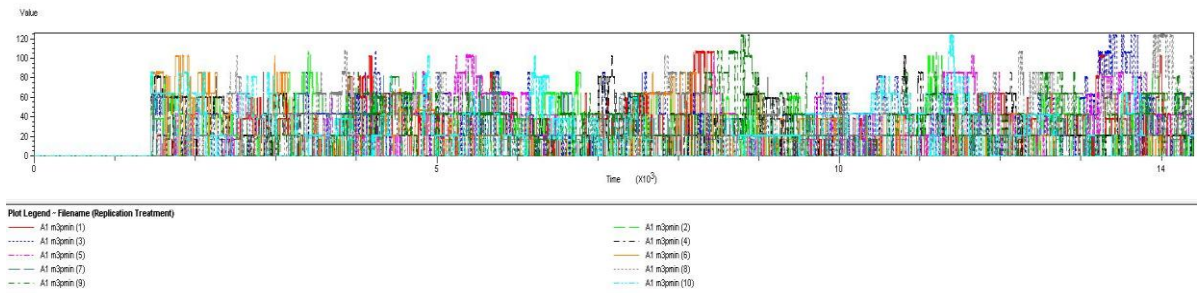 Value
120
100
80
60
40
20
0
0 5 10 14
Time (X10³)
Plot Legend - Filename (Replication Treatment)
A1 m3pmin (1) A1 m3pmin (2)
A1 m3pmin (3) A1 m3pmin (4)
A1 m3pmin (5) A1 m3pmin (6)
A1 m3pmin (7) A1 m3pmin (8)
A1 m3pmin (9) A1 m3pmin (10)